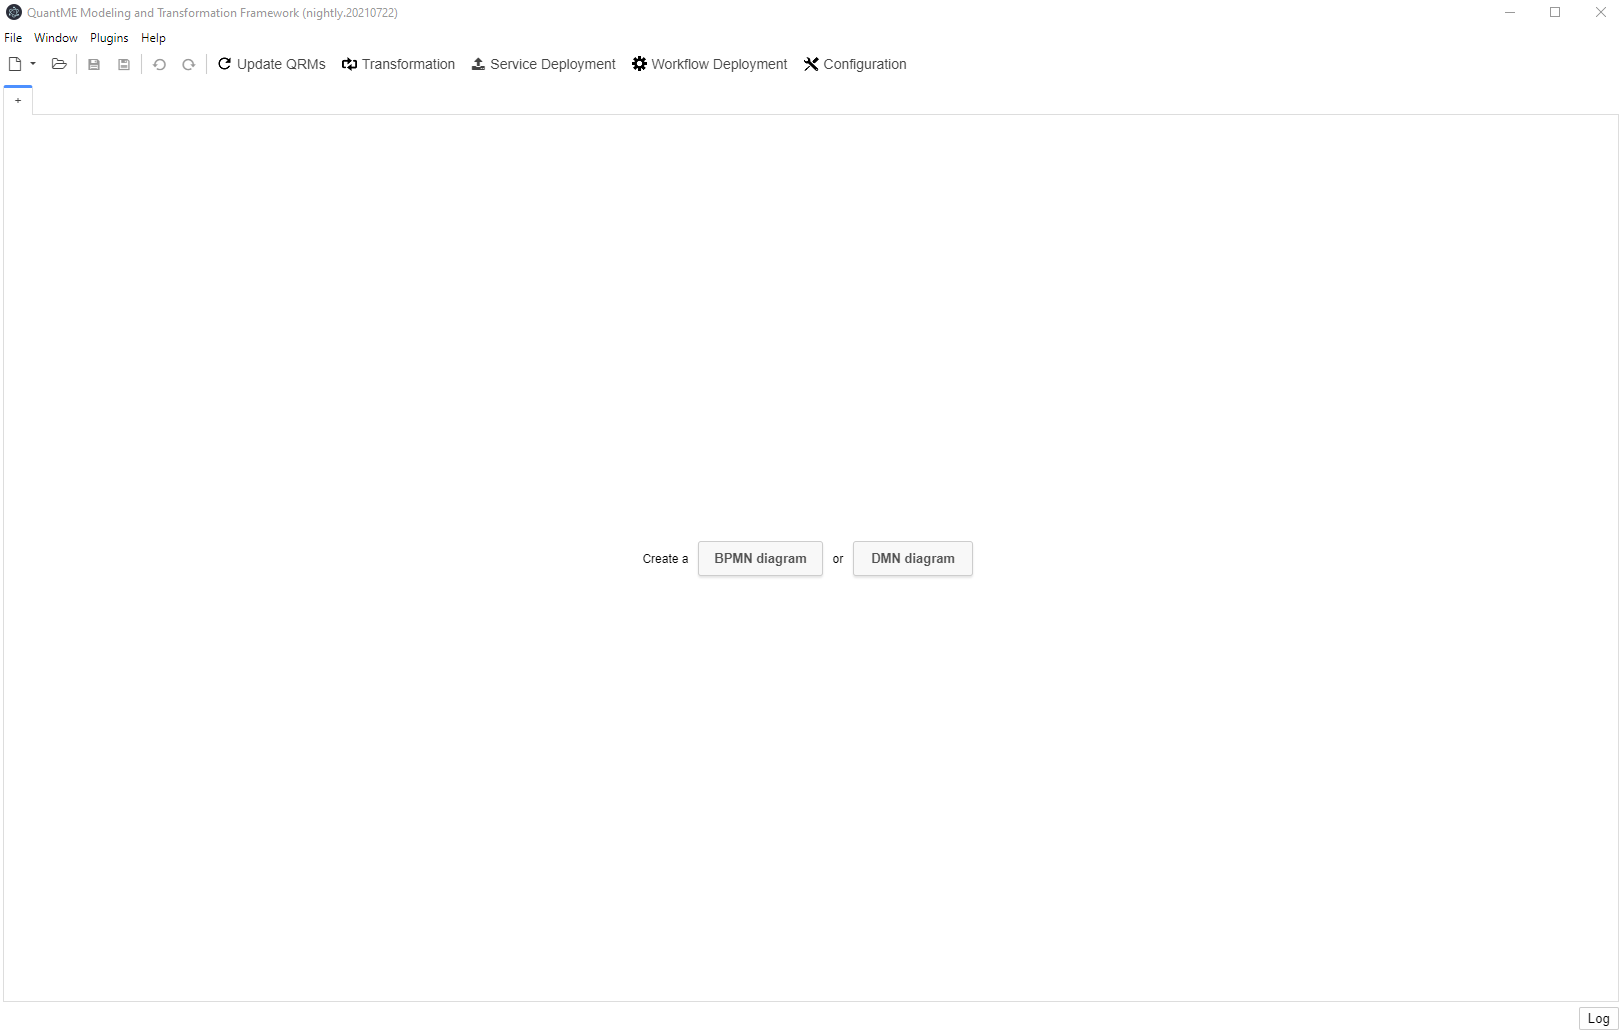 QuantME Modeling and Transformation Framework (nightly.20210722)
File Window Plugins Help
Update QRMs Transformation Service Deployment Workflow Deployment Configuration
+
Create a BPMN diagram or DMN diagram
Log